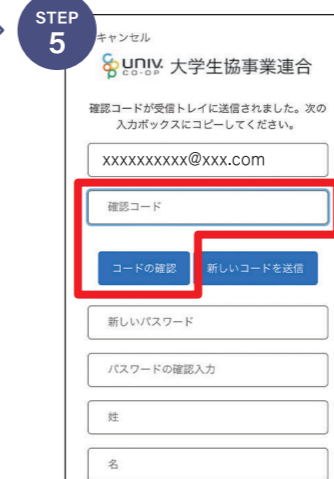 STEP
5
キャンセル
UNIV.
CO-OP
大学生協事業連合
確認コードが受信トレイに送信されました。次の
入力ボックスにコピーしてください。
xxxxxxxxxx@xxx.com
確認コード
コードの確認 新しいコードを送信
新しいパスワード
パスワードの確認入力
姓
名